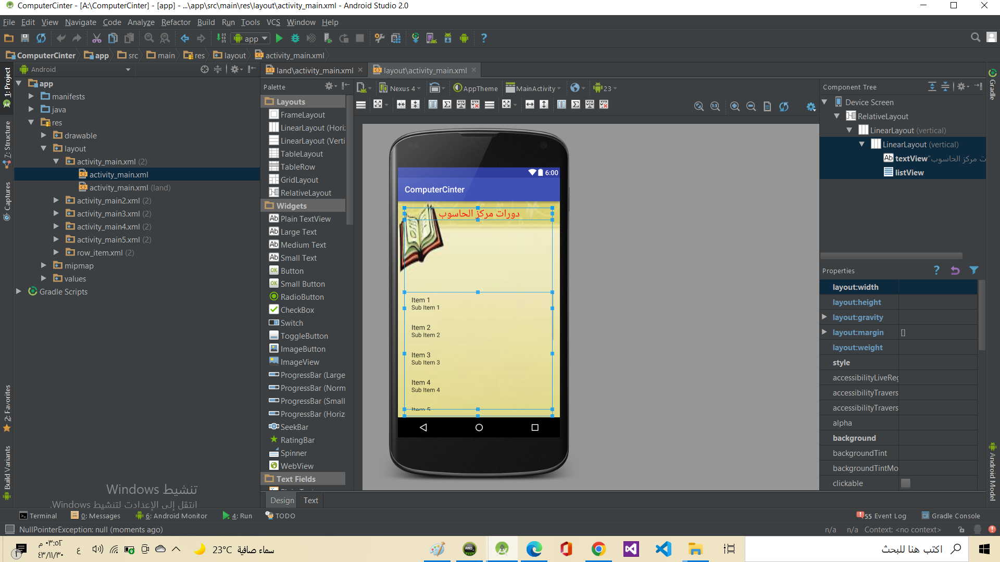 ComputerCinter - [A:\ComputerCinter] - [app] - ...\app\src\main\res\layout\activity_main.xml - Android Studio 2.0
File Edit View Navigate Code Analyze Refactor Build Run Tools VCS Window Help
app
ComputerCinter app src main res layout activity_main.xml
1: Project
7: Structure
Captures
2: Favorites
Build Variants
Android
app
manifests
java
res
drawable
layout
activity_main.xml (2)
activity_main.xml
activity_main.xml (land)
activity_main2.xml (2)
activity_main3.xml (2)
activity_main4.xml (2)
activity_main5.xml (2)
row_item.xml (2)
mipmap
values
Gradle Scripts
تنشيط Windows
انتقل إلى الإعدادت لتنشيط Windows.
land\activity_main.xml layout\activity_main.xml
Palette
Layouts
FrameLayout
LinearLayout (Hori
LinearLayout (Verti
TableLayout
TableRow
GridLayout
RelativeLayout
Widgets
Plain TextView
Large Text
Medium Text
Small Text
Button
Small Button
RadioButton
CheckBox
Switch
ToggleButton
ImageButton
ImageView
ProgressBar (Large
ProgressBar (Norm
ProgressBar (Small
ProgressBar (Horiz
SeekBar
RatingBar
Spinner
WebView
Text Fields
Nexus 4 AppTheme MainActivity 23
6:00
ComputerCinter
دورات مركز الحاسوب
Item 1
Sub Item 1
Item 2
Sub Item 2
Item 3
Sub Item 3
Item 4
Sub Item 4
Item 5
Design Text
Component Tree
Device Screen
RelativeLayout
LinearLayout (vertical)
LinearLayout (vertical)
textView "ت مركز الحاسوب
listView
Properties
layout:width
layout:height
layout:gravity
layout:margin []
layout:weight
style
accessibilityLiveReg
accessibilityTravers
accessibilityTravers
alpha
background
backgroundTint
backgroundTintMo
clickable
Gradle
Android Model
Terminal 0: Messages 6: Android Monitor 4: Run TODO 55 Event Log Gradle Console
NullPointerException: null (moments ago) n/a n/a Context: <no context>
٠٣:٥٢ م
٤٣/١١/٣٠
ع
23°C سماء صافية
اكتب هنا للبحث